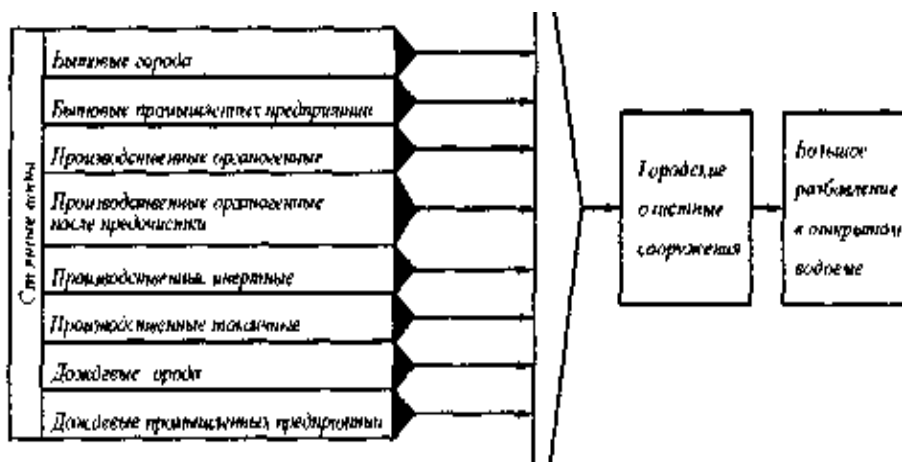 Сточные воды
Бытовые города
Бытовые промышленных предприятий
Производственные органогенные
Производственные органогенные
после предочистки
Производственные инертные
Производственные токсичные
Дождевые города
Дождевые промышленных предприятий
Городские
очистные
сооружения
Большое
разбавление
в открытом
водоеме